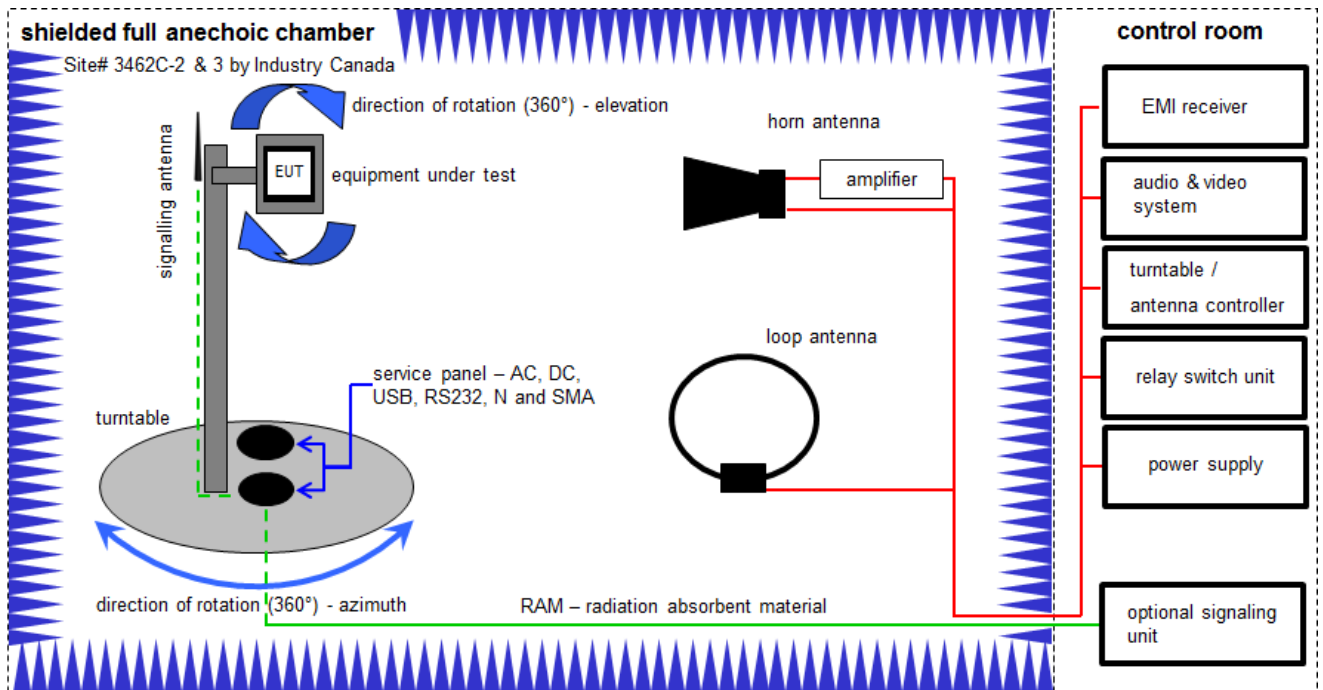 shielded full anechoic chamber
Site# 3462C-2 & 3 by Industry Canada
direction of rotation (360°) - elevation
signalling antenna
EUT
equipment under test
horn antenna
amplifier
loop antenna
service panel – AC, DC,
USB, RS232, N and SMA
turntable
direction of rotation (360°) - azimuth
RAM – radiation absorbent material
control room
EMI receiver
audio & video
system
turntable /
antenna controller
relay switch unit
power supply
optional signaling
unit